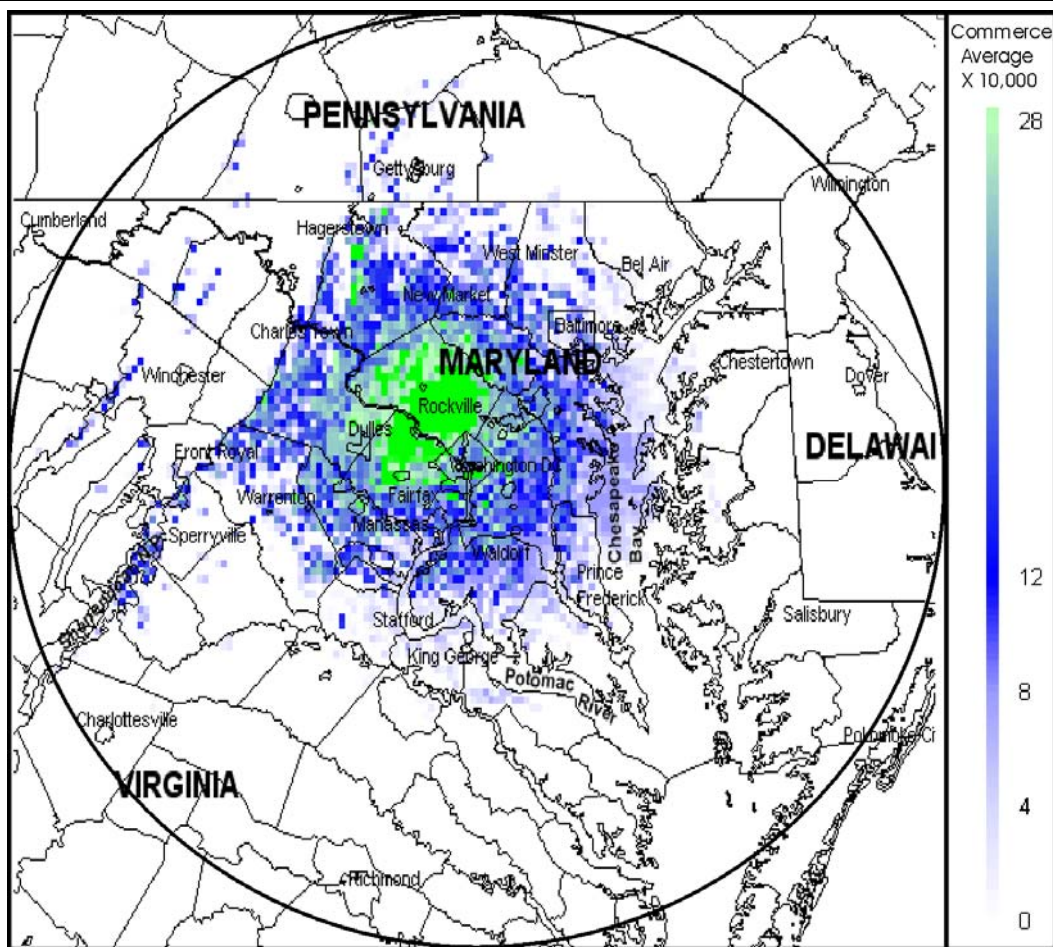 Commerce
Average
X 10,000
28
12
8
4
0
PENNSYLVANIA
Gettysburg
Wilmington
Cumberland
Hagerstown
West Minster
Bel Air
New Market
Charles Town
Baltimore
MARYLAND
Chestertown
Winchester
Dover
Rockville
Dulles
DELAWAI
Front Royal
Washington DC
Warrenton
Fairfax
Manassas
Chesapeake
Bay
Sperryville
Waldorf
Prince
Frederick
Salisbury
Stafford
King George
Potomac
River
Charlottesville
VIRGINIA
Richmond